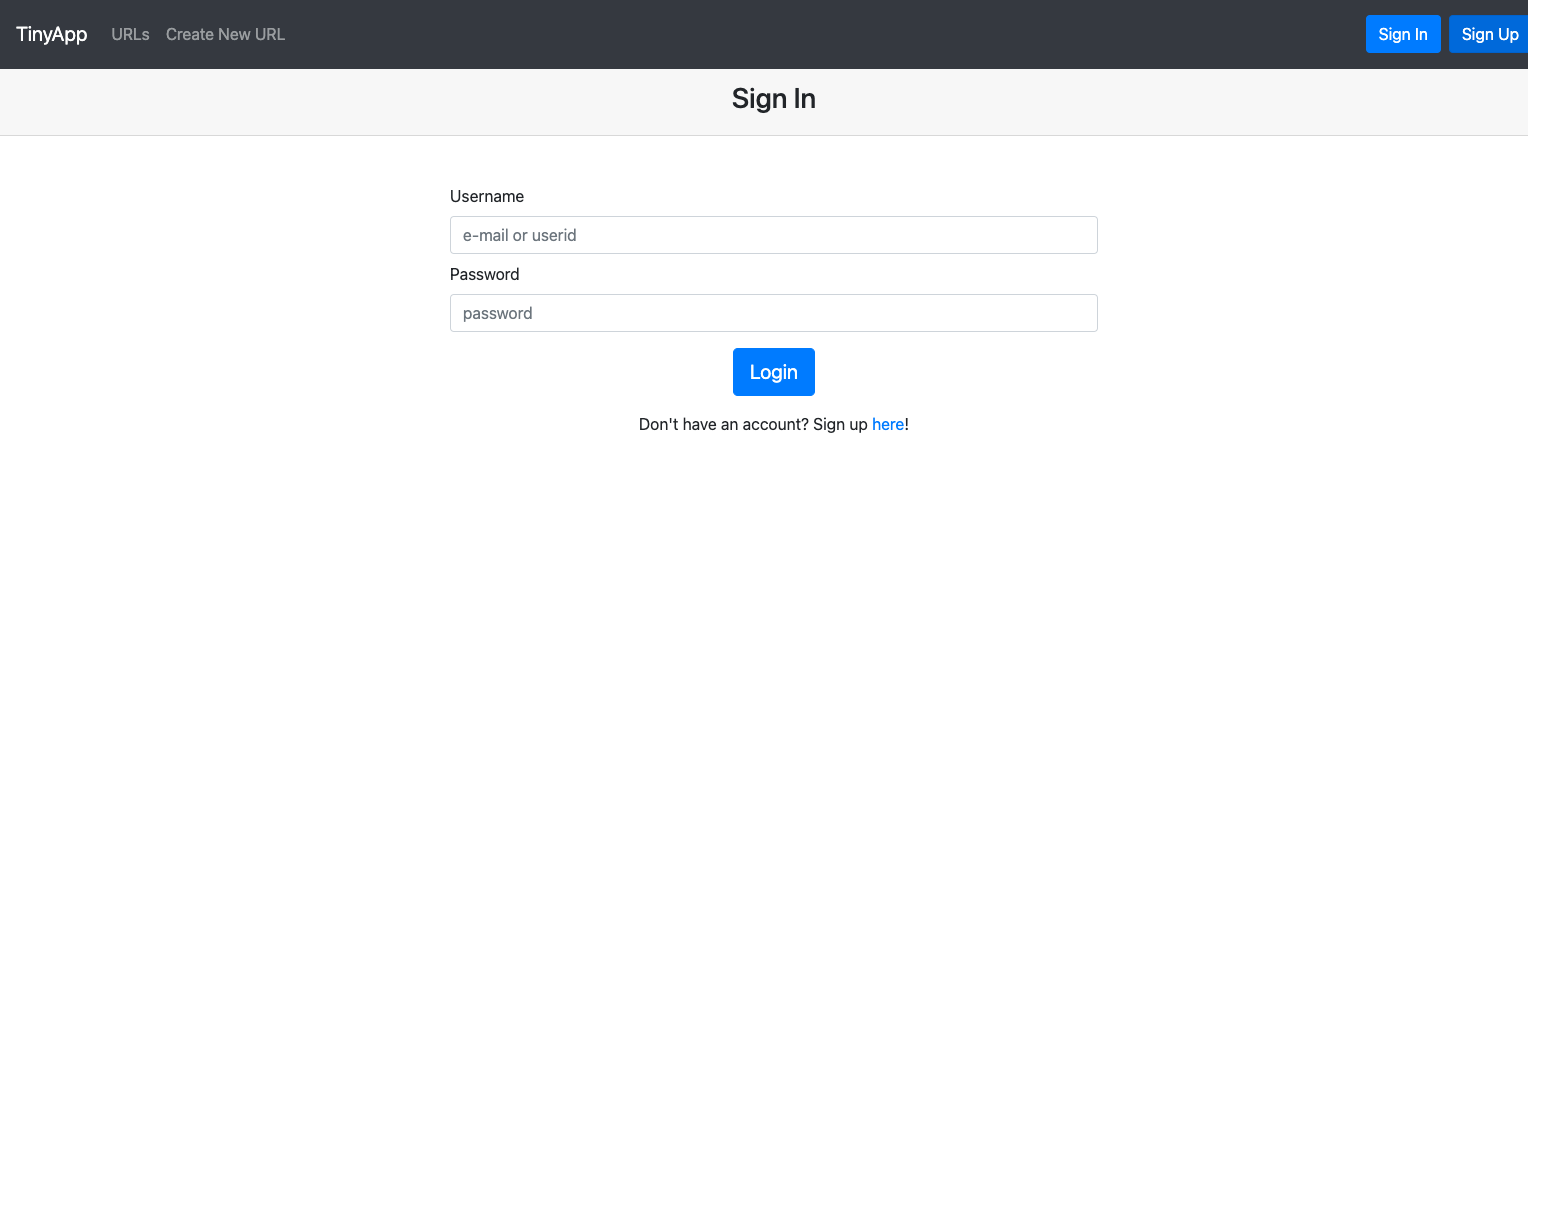 TinyApp URLs Create New URL Sign In Sign Up
Sign In
Username
e-mail or userid
Password
password
Login
Don't have an account? Sign up here!